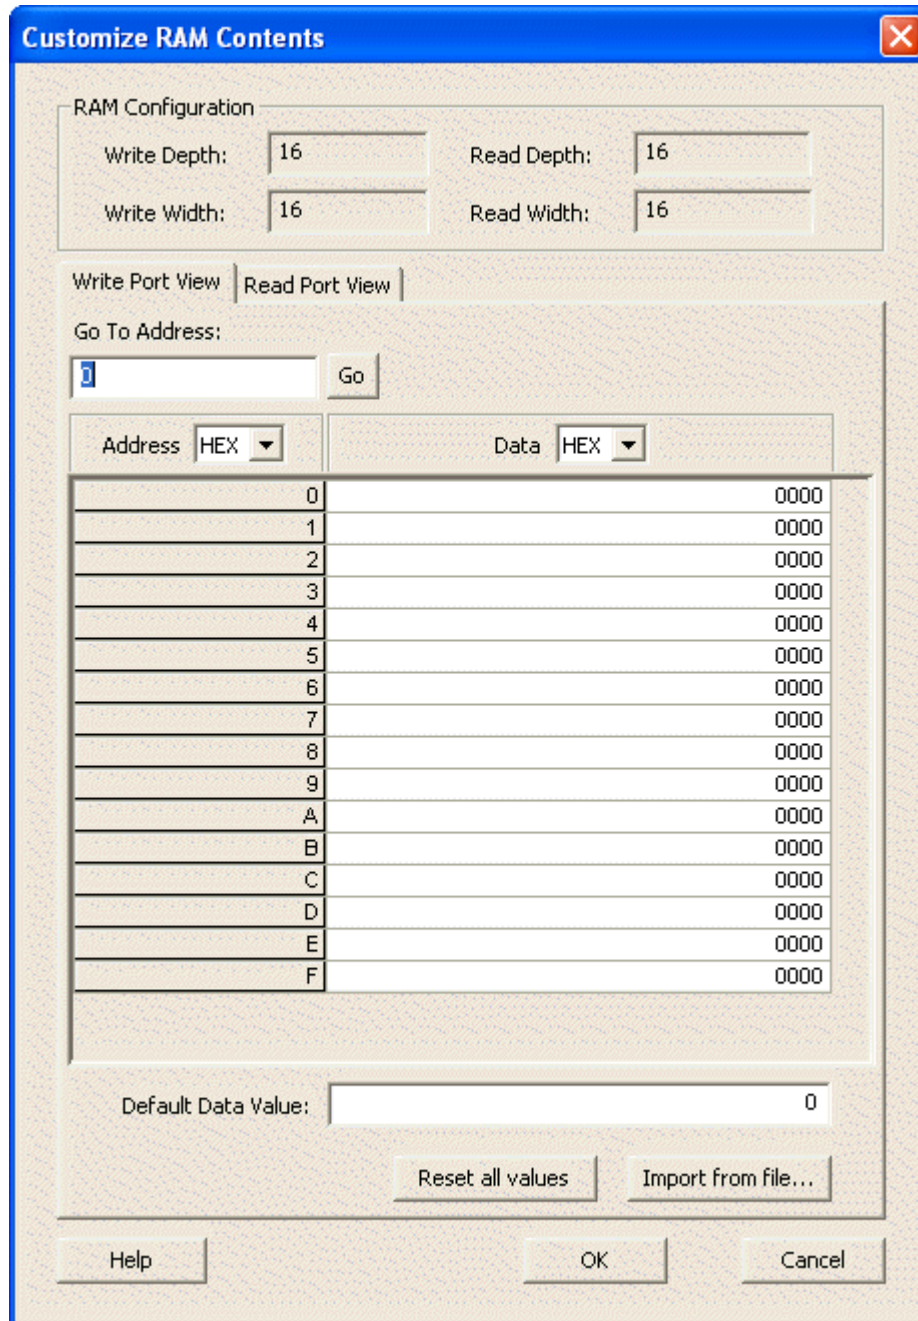 Customize RAM Contents
RAM Configuration
Write Depth: 16 Read Depth: 16
Write Width: 16 Read Width: 16
Write Port View Read Port View
Go To Address:
0 Go
Address HEX Data HEX
0 0000
1 0000
2 0000
3 0000
4 0000
5 0000
6 0000
7 0000
8 0000
9 0000
A 0000
B 0000
C 0000
D 0000
E 0000
F 0000
Default Data Value: 0
Reset all values Import from file...
Help OK Cancel